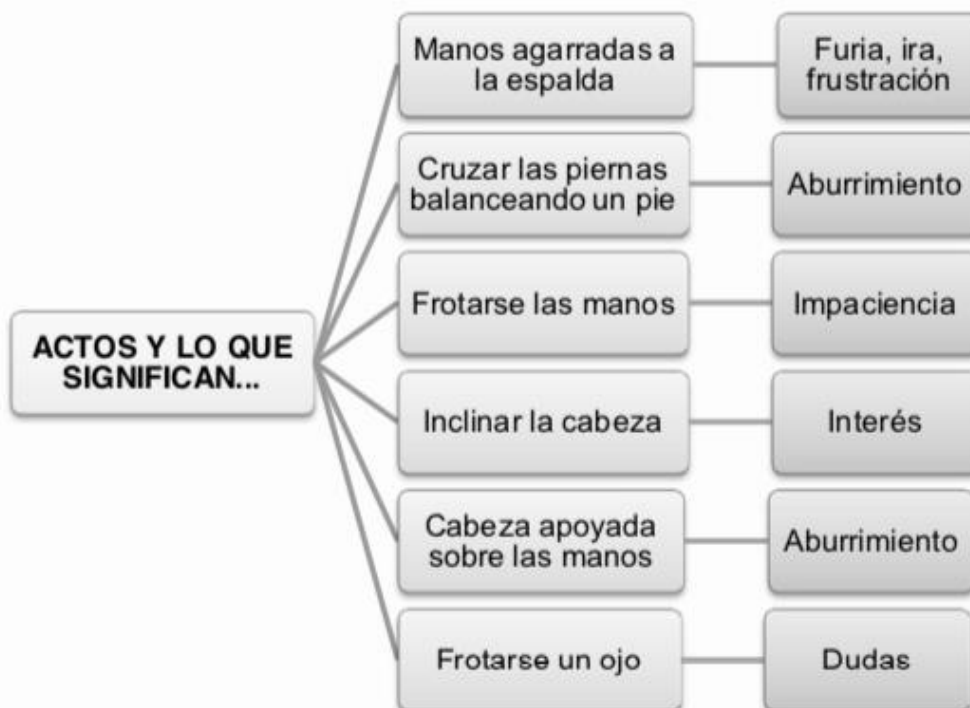 Manos agarradas a
la espalda
Furia, ira,
frustración
Cruzar las piernas
balanceando un pie
Aburrimiento
Frotarse las manos
Impaciencia
ACTOS Y LO QUE
SIGNIFICAN...
Inclinar la cabeza
Interés
Cabeza apoyada
sobre las manos
Aburrimiento
Frotarse un ojo
Dudas